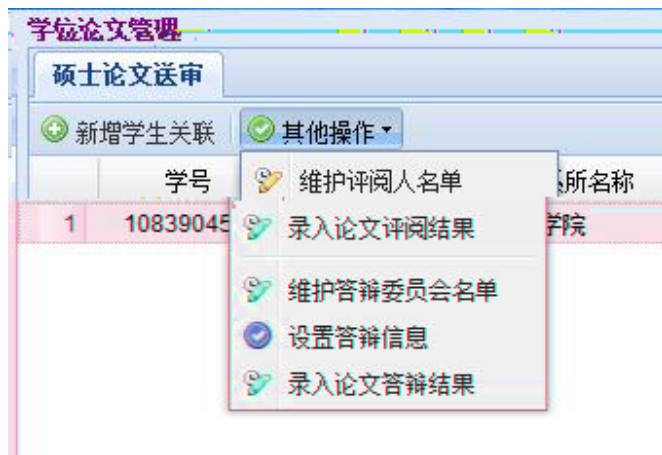 学位论文管理
硕士论文送审
新增学生关联 其他操作
学号 所名称
维护评阅人名单
1 10839045 学院
录入论文评阅结果
维护答辩委员会名单
设置答辩信息
录入论文答辩结果